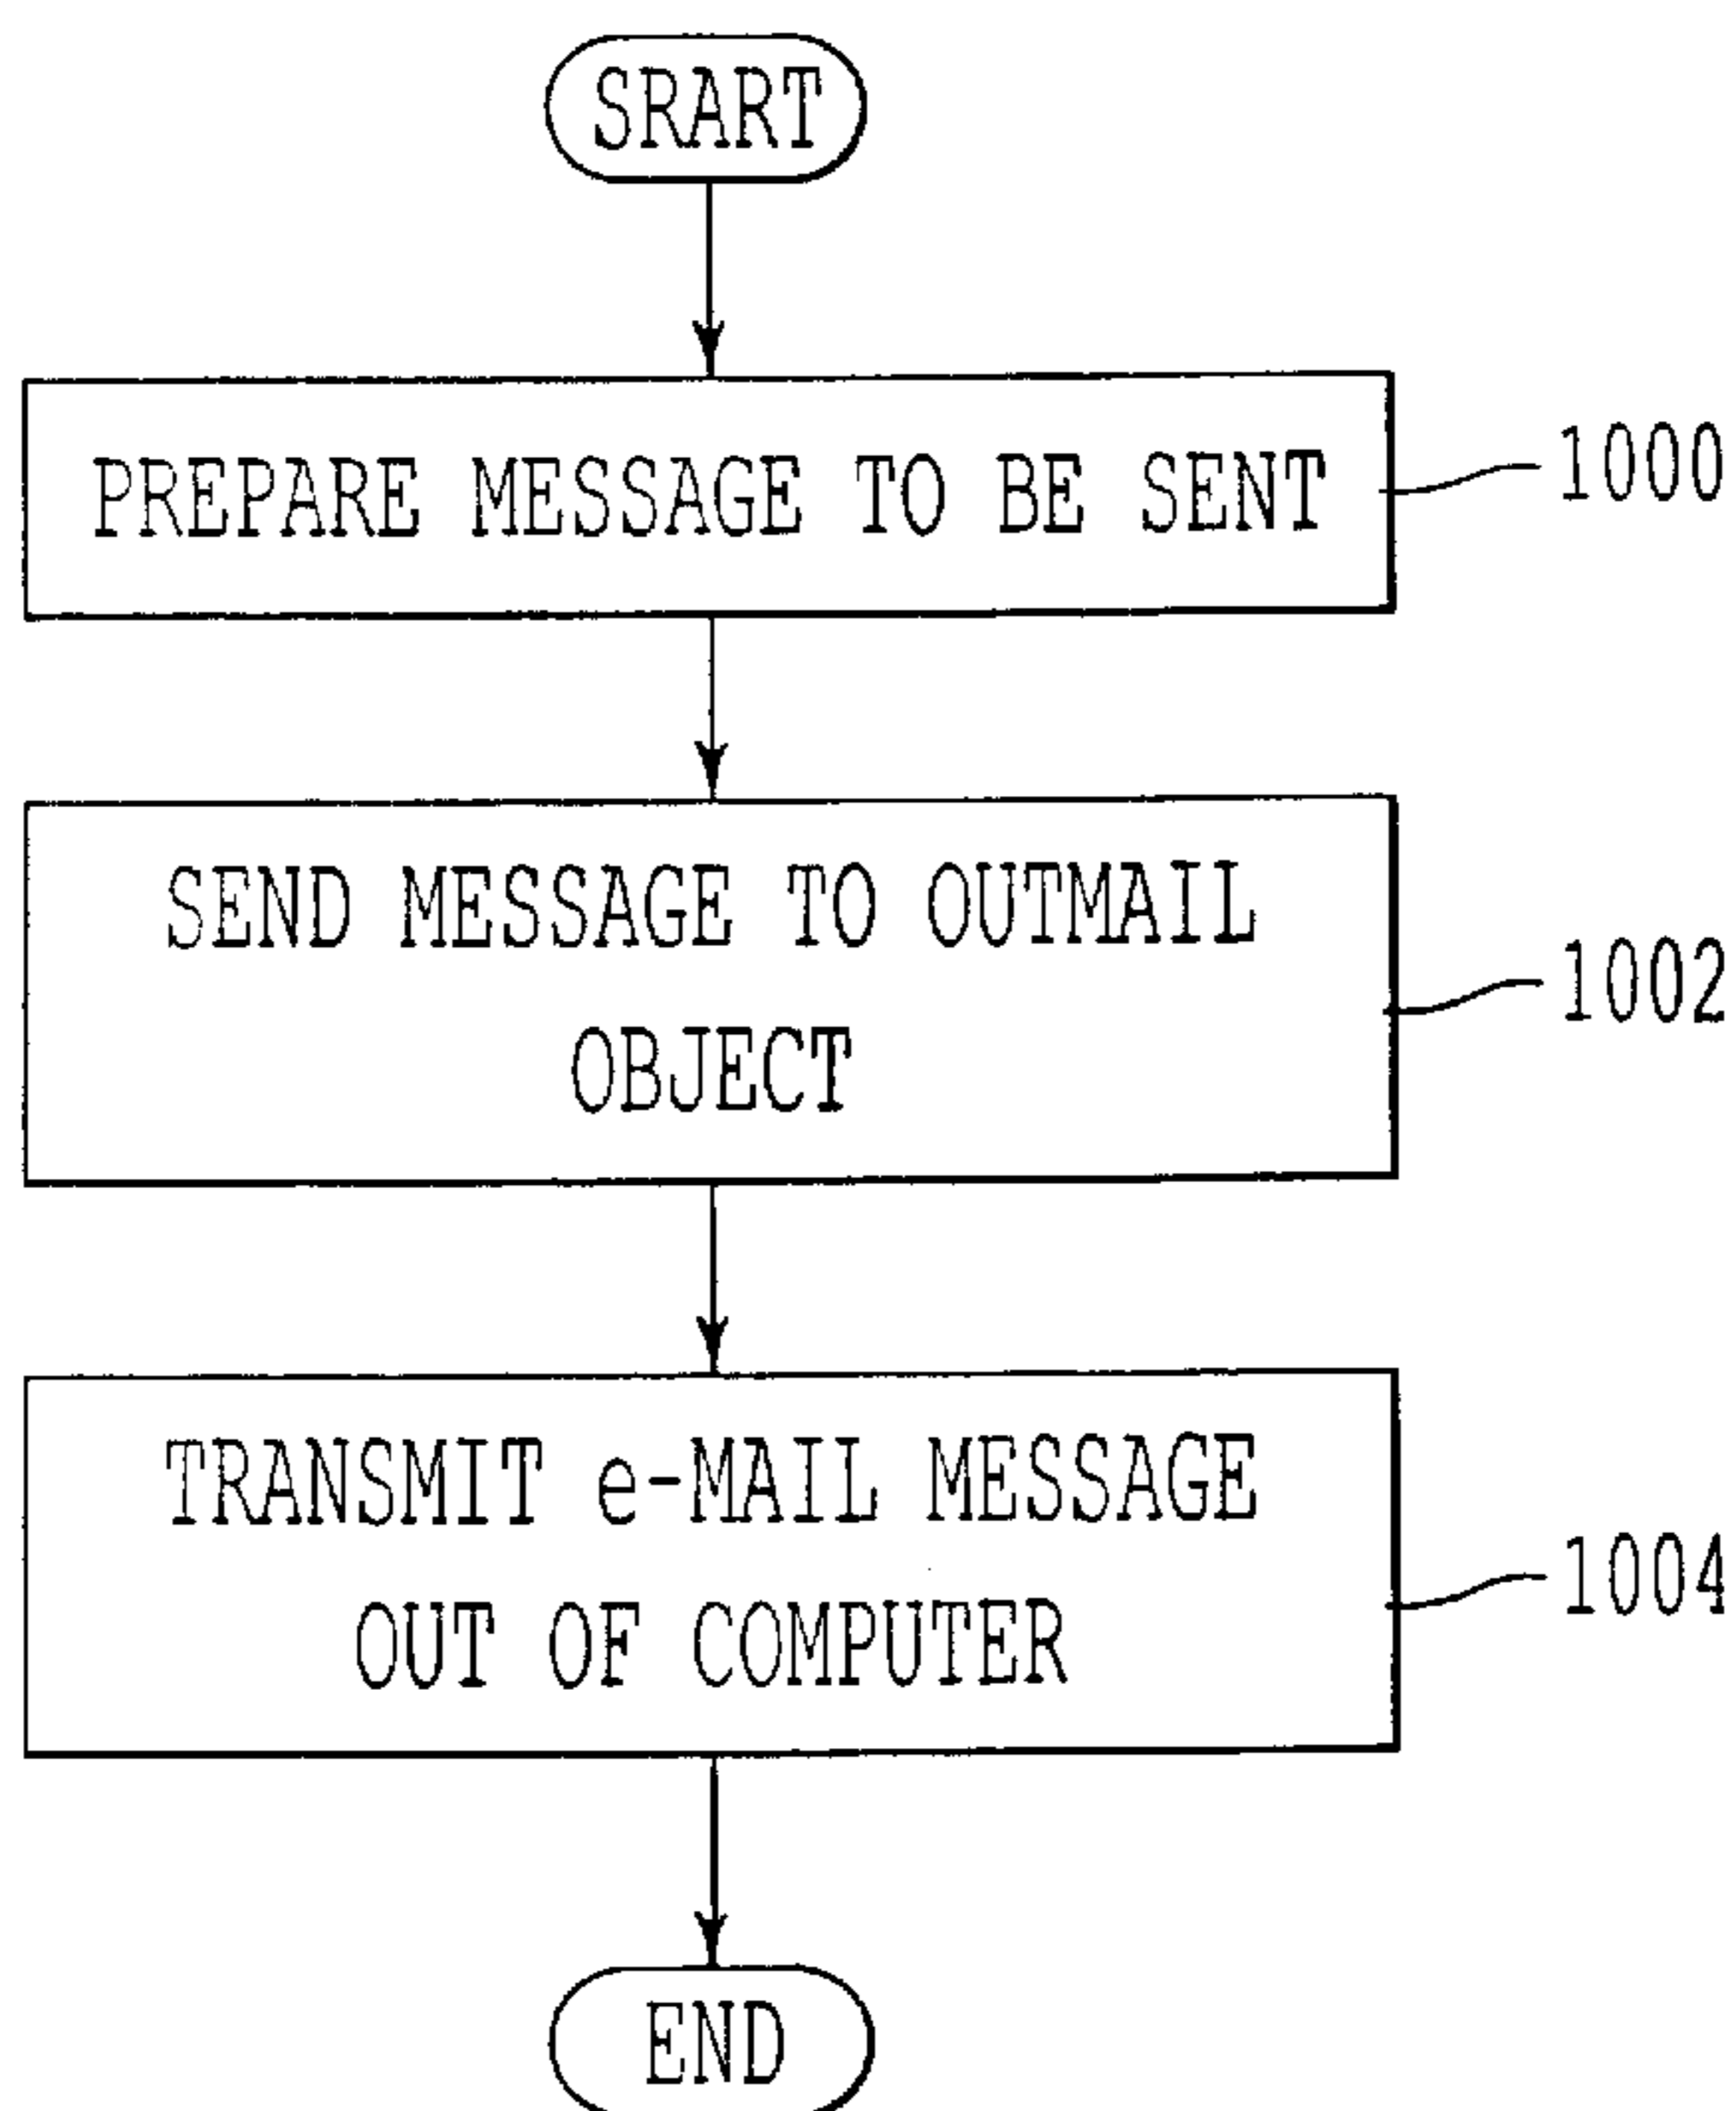 SRART
PREPARE MESSAGE TO BE SENT
1000
SEND MESSAGE TO OUTMAIL
OBJECT
1002
TRANSMIT e-MAIL MESSAGE
OUT OF COMPUTER
1004
END